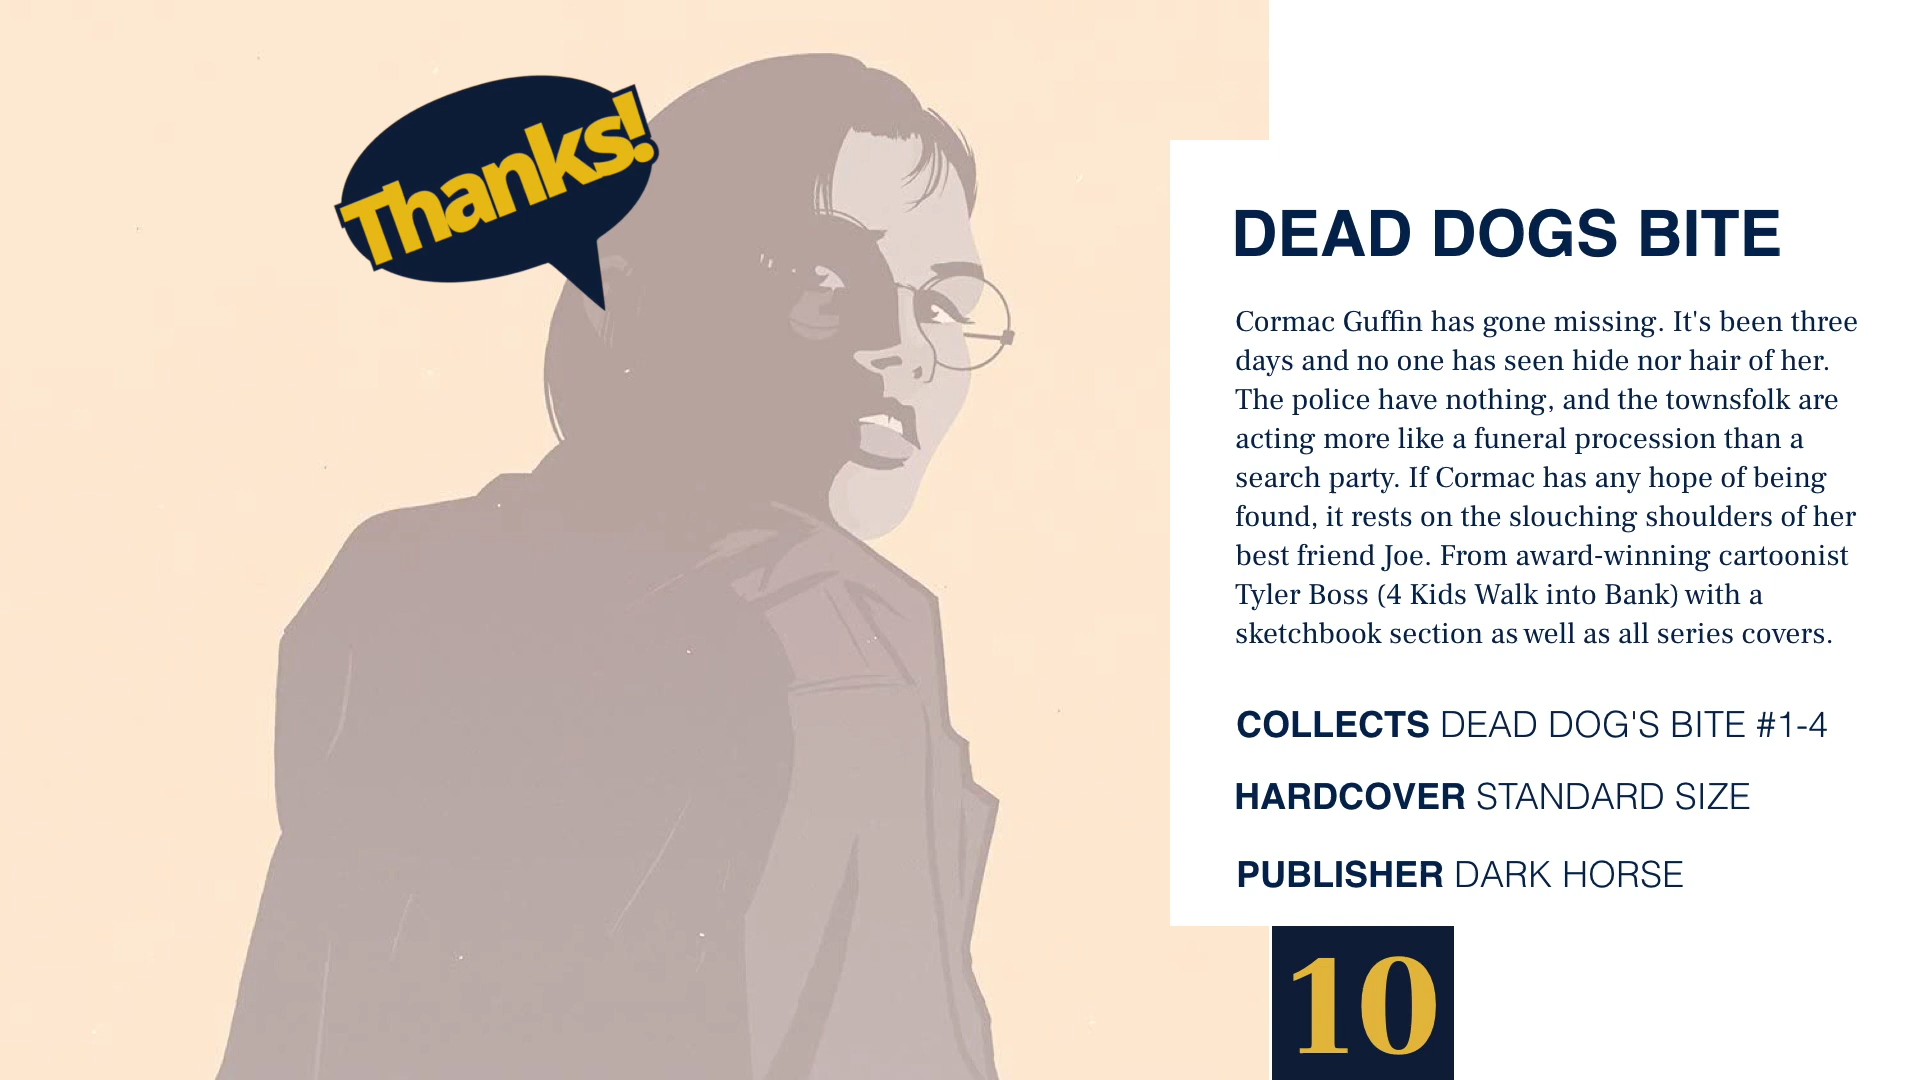 Thanks!
DEAD DOGS BITE
Cormac Guffin has gone missing. It's been three
days and no one has seen hide nor hair of her.
The police have nothing, and the townsfolk are
acting more like a funeral procession than a
search party. If Cormac has any hope of being
found, it rests on the slouching shoulders of her
best friend Joe. From award-winning cartoonist
Tyler Boss (4 Kids Walk into Bank) with a
sketchbook section as well as all series covers.
COLLECTS DEAD DOG'S BITE #1-4
HARDCOVER STANDARD SIZE
PUBLISHER DARK HORSE
10